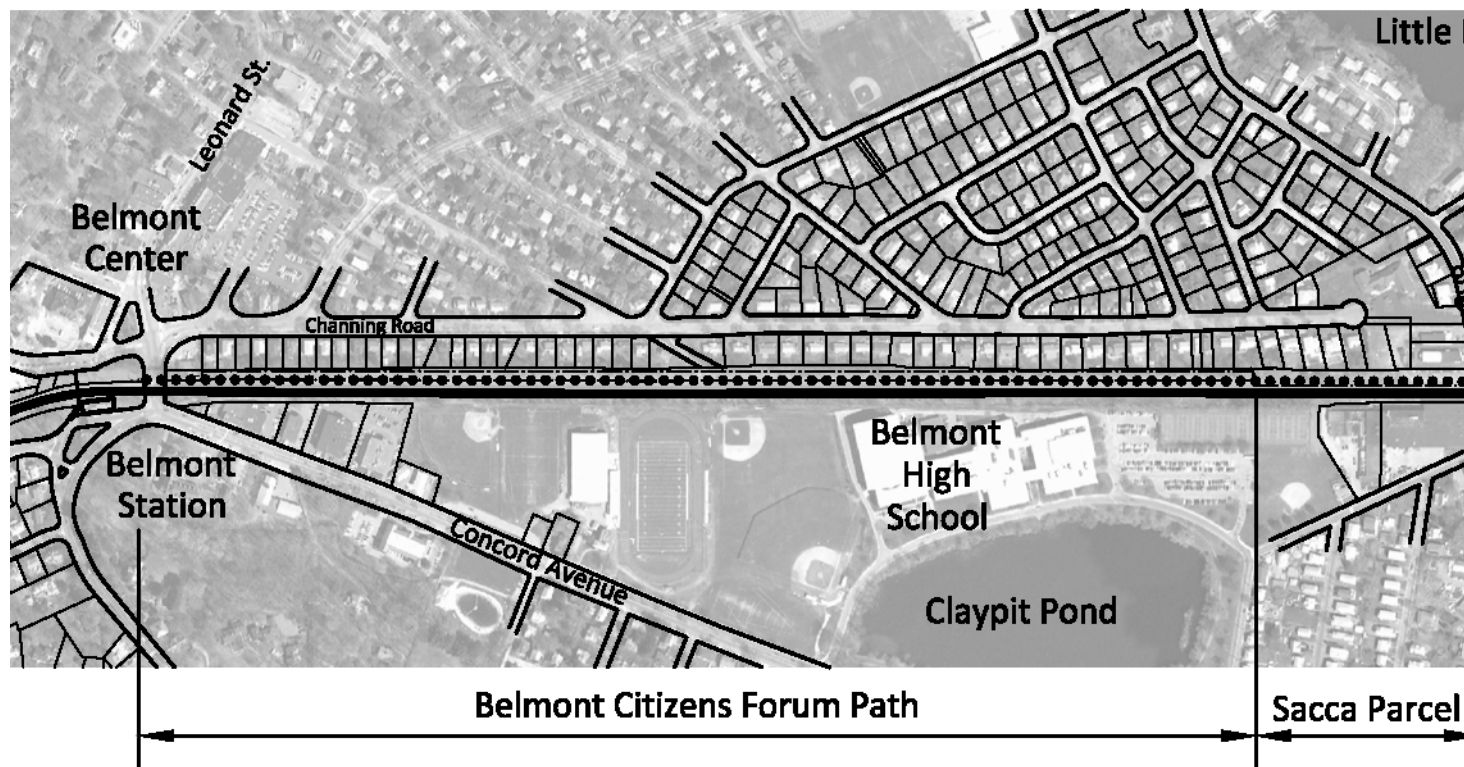 Little
Leonard St.
Belmont
Center
Channing Road
Belmont
High
School
Belmont
Station
Concord Avenue
Claypit Pond
Belmont Citizens Forum Path
Sacca Parcel